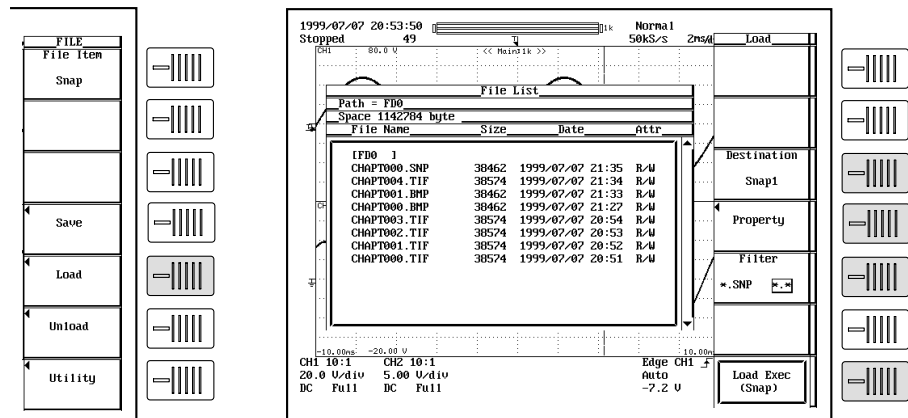 FILE
File Item
Snap
Save
Load
Unload
Utility
1999/07/07 20:53:50
1k
Normal
Stopped
49
50kS/s
2ms/d
CH1
80.0 V
<< Main:1k >>
File List
Path = FD0
Space 1142784 byte
File Name Size Date Attr
[FD0 ]
CHAPT000.SNP 38462 1999/07/07 21:35 R/W
CHAPT004.TIF 38574 1999/07/07 21:34 R/W
CHAPT001.BMP 38462 1999/07/07 21:33 R/W
CHAPT000.BMP 38462 1999/07/07 21:27 R/W
CHAPT003.TIF 38574 1999/07/07 20:54 R/W
CHAPT002.TIF 38574 1999/07/07 20:53 R/W
CHAPT001.TIF 38574 1999/07/07 20:52 R/W
CHAPT000.TIF 38574 1999/07/07 20:51 R/W
-10.00ms
-20.00 V
10.00m
CH1 10:1 CH2 10:1
20.0 V/div 5.00 V/div
DC Full DC Full
Edge CH1
Auto
-7.2 V
Load
Destination
Snap1
Property
Filter
*.SNP *.*
Load Exec
(Snap)